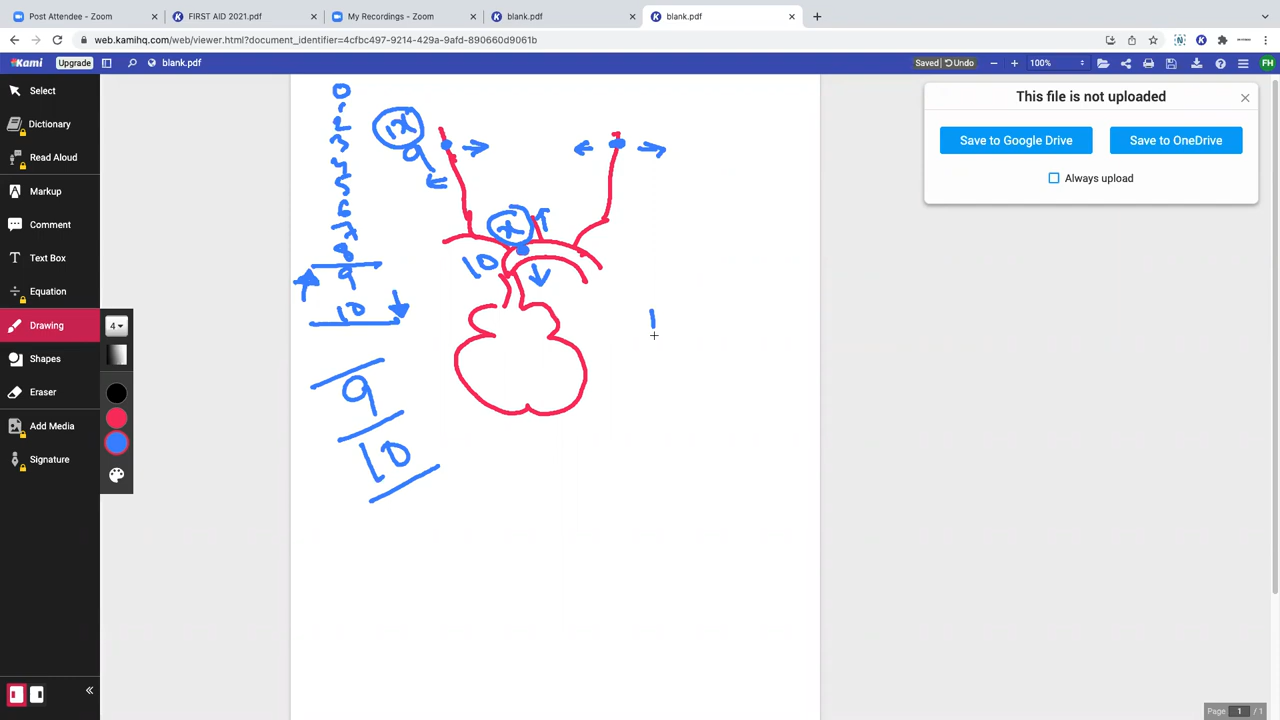 Post Attendee - Zoom
FIRST AID 2021.pdf
My Recordings - Zoom
blank.pdf
blank.pdf
web.kamihq.com/web/viewer.html?document_identifier=4cfbc497-9214-429a-9afd-890660d9061b
Kami
Upgrade
blank.pdf
Saved
Undo
100%
FH
Select
Dictionary
Read Aloud
Markup
Comment
Text Box
Equation
Drawing
Shapes
Eraser
Add Media
Signature
4
This file is not uploaded
Save to Google Drive
Save to OneDrive
Always upload
0
-
2
3
4
5
6
7
8
9
10
9
10
IX
9
X
10
1
Page 1 / 1